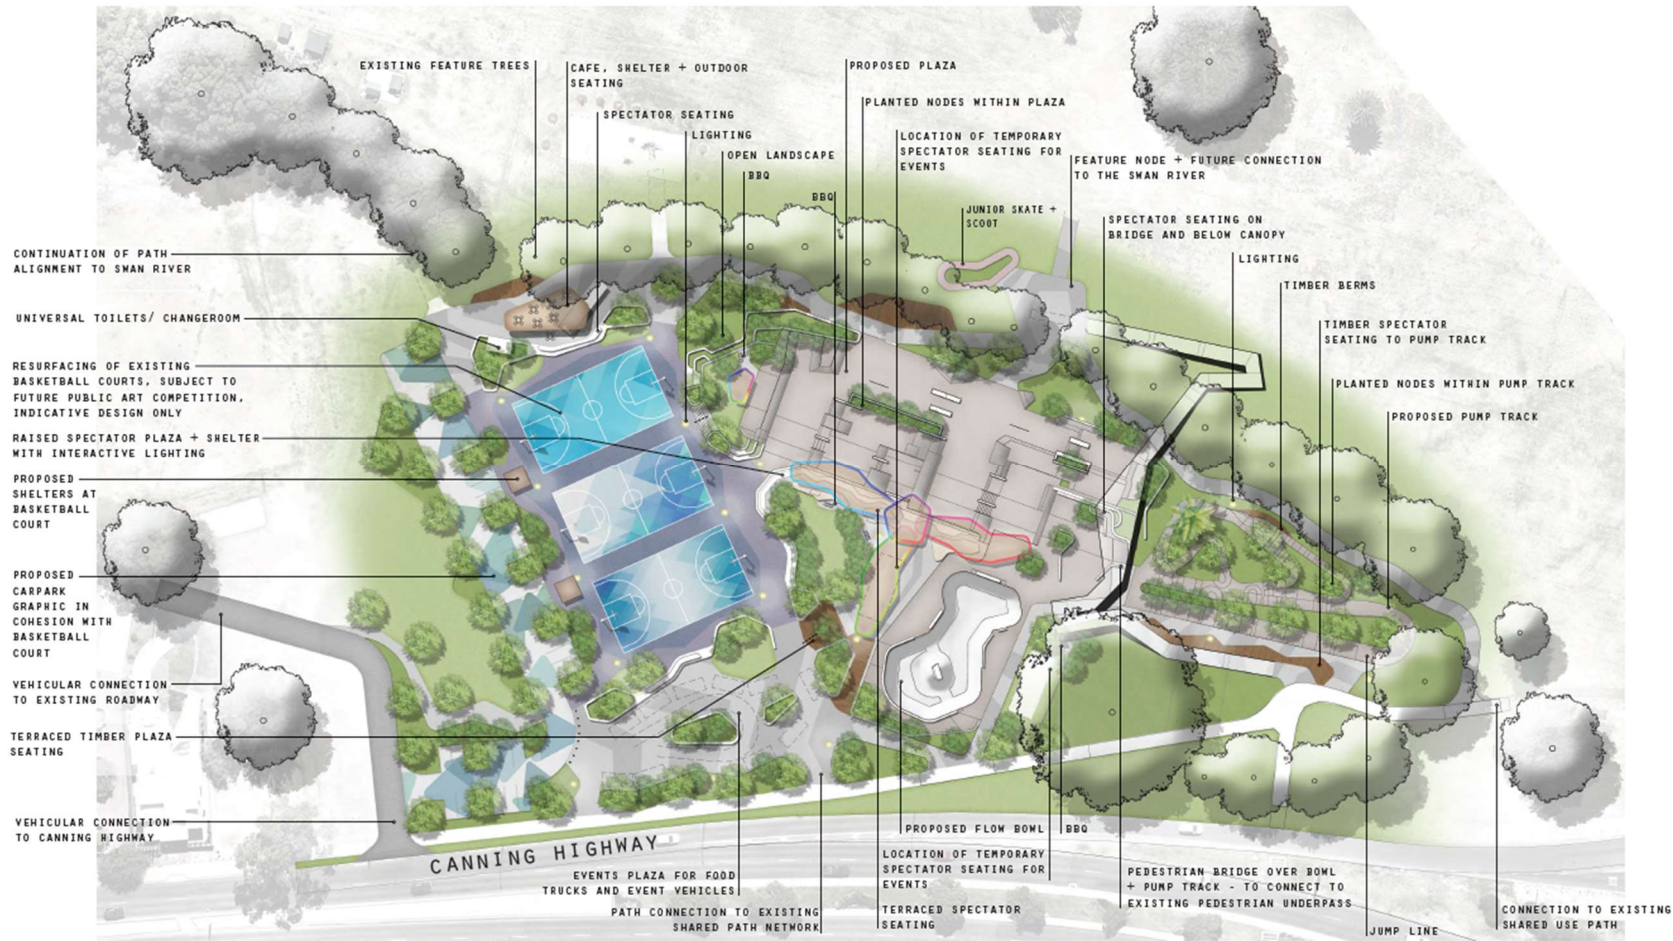 EXISTING FEATURE TREES
CAFE, SHELTER + OUTDOOR
SEATING
SPECTATOR SEATING
LIGHTING
OPEN LANDSCAPE
BBQ
BBQ
PROPOSED PLAZA
PLANTED NODES WITHIN PLAZA
LOCATION OF TEMPORARY
SPECTATOR SEATING FOR
EVENTS
JUNIOR SKATE +
SCOOT
FEATURE NODE + FUTURE CONNECTION
TO THE SWAN RIVER
SPECTATOR SEATING ON
BRIDGE AND BELOW CANOPY
LIGHTING
TIMBER BERMS
TIMBER SPECTATOR
SEATING TO PUMP TRACK
PLANTED NODES WITHIN PUMP TRACK
PROPOSED PUMP TRACK
CONTINUATION OF PATH
ALIGNMENT TO SWAN RIVER
UNIVERSAL TOILETS/ CHANGEROOM
RESURFACING OF EXISTING
BASKETBALL COURTS, SUBJECT TO
FUTURE PUBLIC ART COMPETITION,
INDICATIVE DESIGN ONLY
RAISED SPECTATOR PLAZA + SHELTER
WITH INTERACTIVE LIGHTING
PROPOSED
SHELTERS AT
BASKETBALL
COURT
PROPOSED
CARPARK
GRAPHIC IN
COHESION WITH
BASKETBALL
COURT
VEHICULAR CONNECTION
TO EXISTING ROADWAY
TERRACED TIMBER PLAZA
SEATING
VEHICULAR CONNECTION
TO CANNING HIGHWAY
CANNING HIGHWAY
EVENTS PLAZA FOR FOOD
TRUCKS AND EVENT VEHICLES
PATH CONNECTION TO EXISTING
SHARED PATH NETWORK
PROPOSED FLOW BOWL
BBQ
LOCATION OF TEMPORARY
SPECTATOR SEATING FOR
EVENTS
TERRACED SPECTATOR
SEATING
PEDESTRIAN BRIDGE OVER BOWL
+ PUMP TRACK - TO CONNECT TO
EXISTING PEDESTRIAN UNDERPASS
JUMP LINE
CONNECTION TO EXISTING
SHARED USE PATH